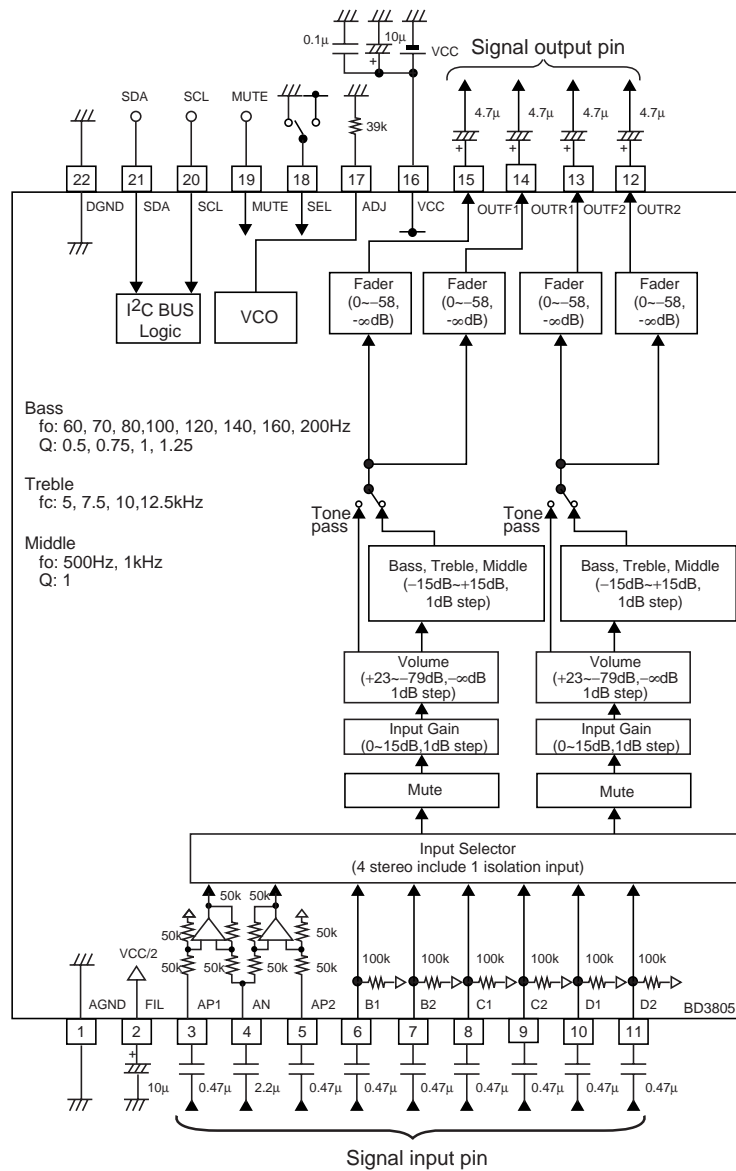 Signal output pin
0.1μ
10μ
+
VCC
SDA
SCL
MUTE
39k
4.7μ
4.7μ
4.7μ
4.7μ
+
+
+
+
22
21
20
19
18
17
16
15
14
13
12
DGND
SDA
SCL
MUTE
SEL
ADJ
VCC
OUTF1
OUTR1
OUTF2
OUTR2
I2C BUS
Logic
VCO
Fader
(0~−58,
-∞dB)
Fader
(0~−58,
-∞dB)
Fader
(0~−58,
-∞dB)
Fader
(0~−58,
-∞dB)
Bass
fo: 60, 70, 80,100, 120, 140, 160, 200Hz
Q: 0.5, 0.75, 1, 1.25
Treble
fc: 5, 7.5, 10,12.5kHz
Middle
fo: 500Hz, 1kHz
Q: 1
Tone
pass
Tone
pass
Bass, Treble, Middle
(−15dB~+15dB,
1dB step)
Bass, Treble, Middle
(−15dB~+15dB,
1dB step)
Volume
(+23~−79dB,-∞dB
1dB step)
Volume
(+23~−79dB,-∞dB
1dB step)
Input Gain
(0~15dB,1dB step)
Input Gain
(0~15dB,1dB step)
Mute
Mute
Input Selector
(4 stereo include 1 isolation input)
50k
50k
50k
50k
50k
50k
50k
50k
100k
100k
100k
100k
100k
100k
VCC/2
AGND
FIL
AP1
AN
AP2
B1
B2
C1
C2
D1
D2
BD3805
1
2
3
4
5
6
7
8
9
10
11
+
10μ
0.47μ
2.2μ
0.47μ
0.47μ
0.47μ
0.47μ
0.47μ
0.47μ
0.47μ
Signal input pin